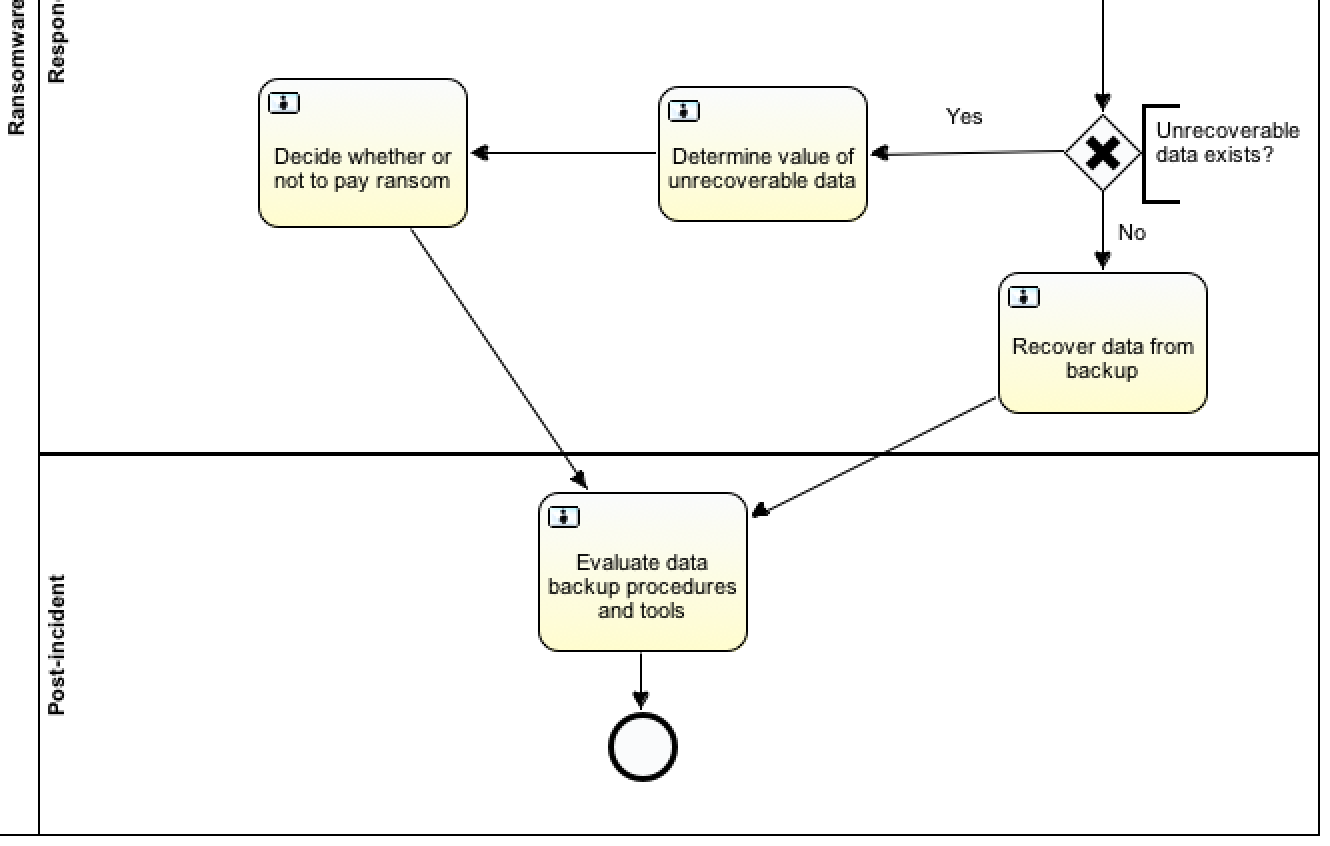 Ransomware
Yes
Unrecoverable
data exists?
Decide whether or
not to pay ransom
Determine value of
unrecoverable data
No
Recover data from
backup
Post-incident
Evaluate data
backup procedures
and tools